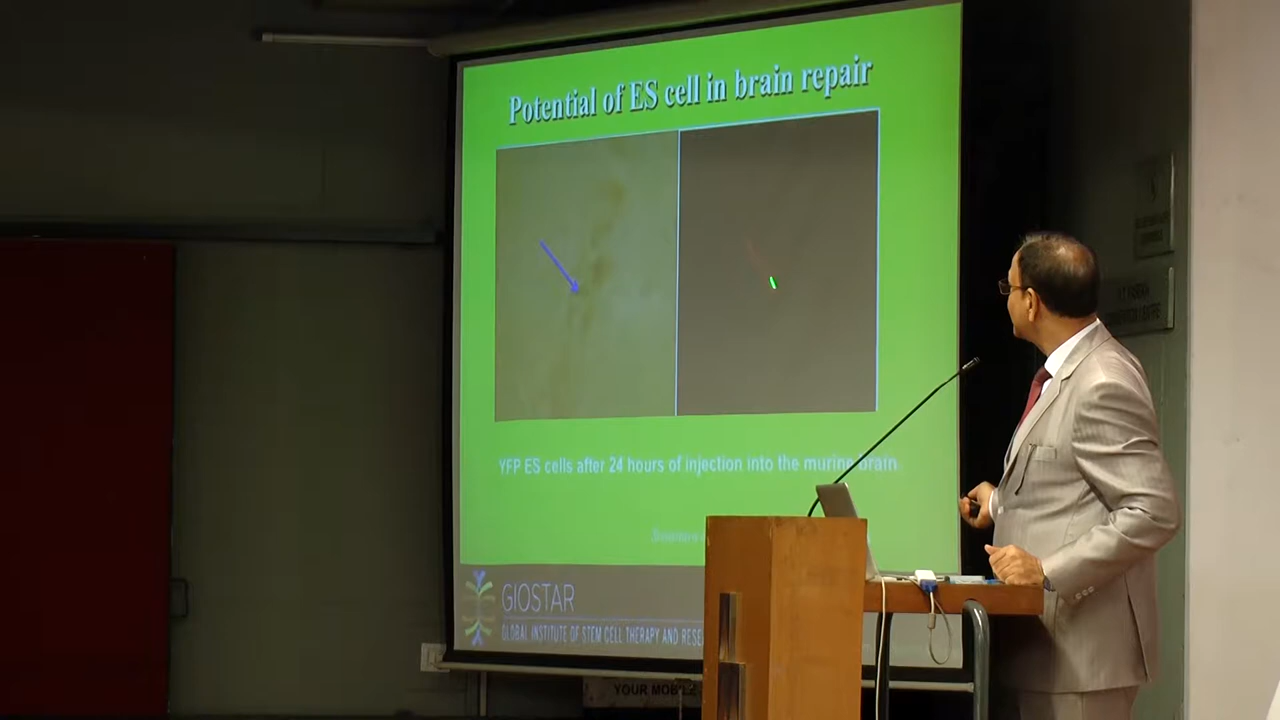 Potential of ES cell in brain repair
YFP ES cells after 24 hours of injection into the murine brain
GIOSTAR
GLOBAL INSTITUTE OF STEM CELL THERAPY AND RESE
YOUR MOBILE